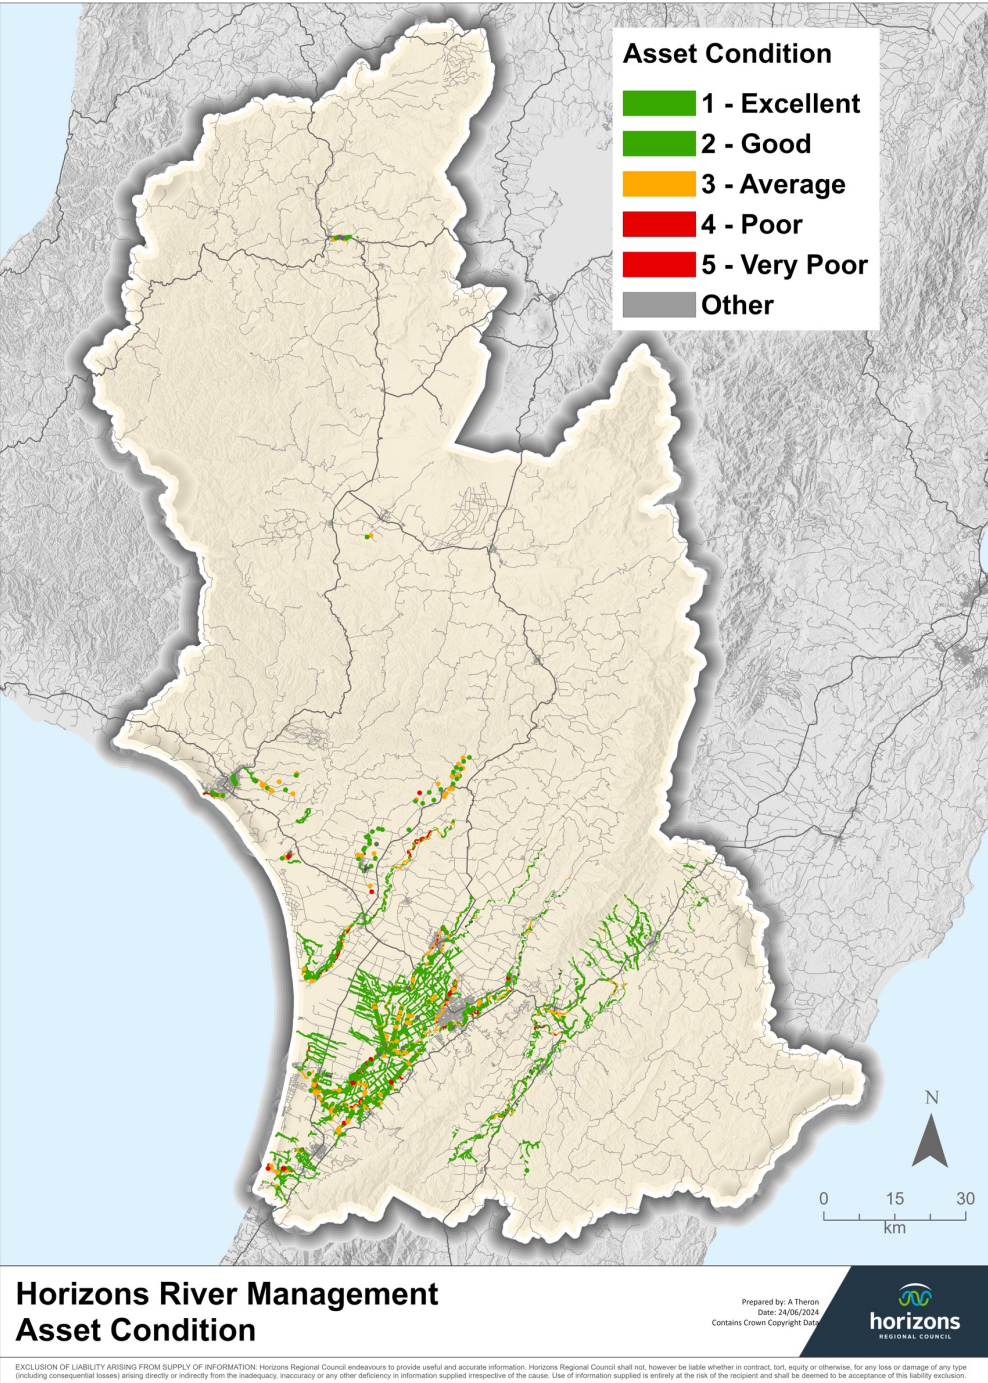 Asset Condition
1 - Excellent
2 - Good
3 - Average
4 - Poor
5 - Very Poor
Other
N
0 15 30
km
Horizons River Management
Asset Condition
Prepared by: A Theron
Date: 24/06/2024
Contains Crown Copyright Data
horizons
REGIONAL COUNCIL
EXCLUSION OF LIABILITY ARISING FROM SUPPLY OF INFORMATION: Horizons Regional Council endeavours to provide useful and accurate information. Horizons Regional Council shall not, however be liable whether in contract, tort, equity or otherwise, for any loss or damage of any type
(including consequential losses) arising directly or indirectly from the inadequacy, inaccuracy or any other deficiency in information supplied irrespective of the cause. Use of information supplied is entirely at the risk of the recipient and shall be deemed to be acceptance of this liability exclusion.